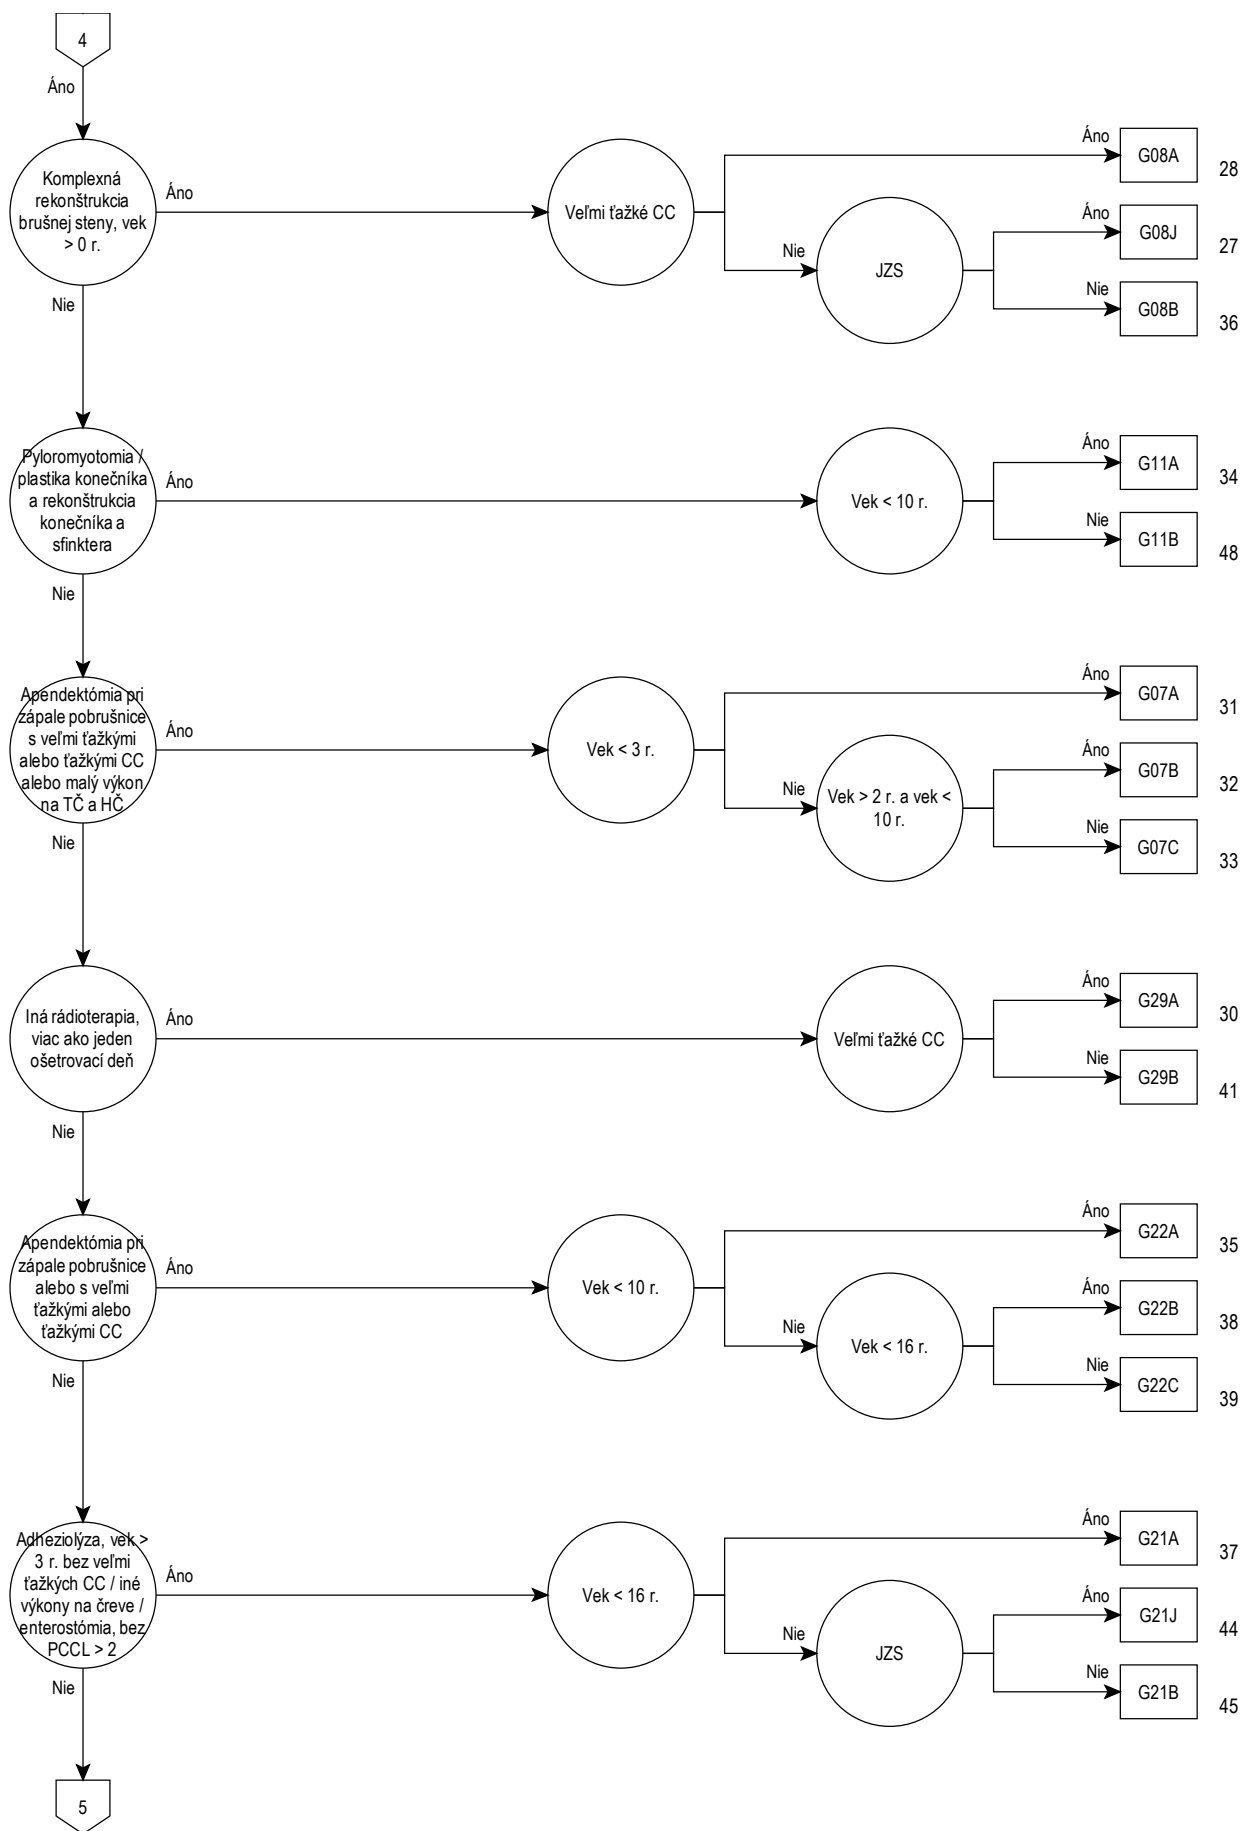 4
Áno
Komplexná
rekonštrukcia
brušnej steny, vek
> 0 r.
Áno
Veľmi ťažké CC
Áno
G08A
28
Nie
JZS
Áno
G08J
27
Nie
G08B
36
Nie
Pyloromyotomia /
plastika konečníka
a rekonštrukcia
konečníka a
sfinktera
Áno
Vek < 10 r.
Áno
G11A
34
Nie
G11B
48
Nie
Apendektómia pri
zápale pobrušnice
s veľmi ťažkými
alebo ťažkými CC
alebo malý výkon
na TČ a HČ
Áno
Vek < 3 r.
Áno
G07A
31
Nie
Vek > 2 r. a vek <
10 r.
Áno
G07B
32
Nie
G07C
33
Nie
Iná rádioterapia,
viac ako jeden
ošetrovací deň
Áno
Veľmi ťažké CC
Áno
G29A
30
Nie
G29B
41
Nie
Apendektómia pri
zápale pobrušnice
alebo s veľmi
ťažkými alebo
ťažkými CC
Áno
Vek < 10 r.
Áno
G22A
35
Nie
Vek < 16 r.
Áno
G22B
38
Nie
G22C
39
Nie
Adheziolýza, vek >
3 r. bez veľmi
ťažkých CC / iné
výkony na čreve /
enterostómia, bez
PCCL > 2
Áno
Vek < 16 r.
Áno
G21A
37
Nie
JZS
Áno
G21J
44
Nie
G21B
45
Nie
5